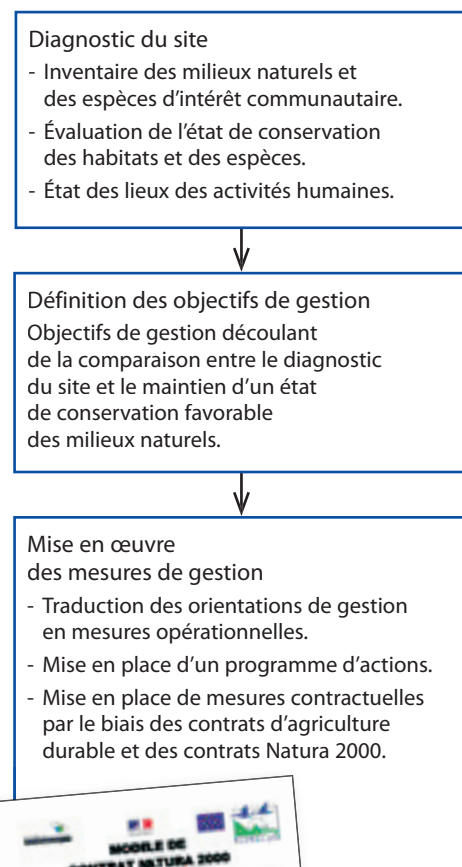 Diagnostic du site
- Inventaire des milieux naturels et
des espèces d’intérêt communautaire.
- Évaluation de l’état de conservation
des habitats et des espèces.
- État des lieux des activités humaines.
Définition des objectifs de gestion
Objectifs de gestion découlant
de la comparaison entre le diagnostic
du site et le maintien d’un état
de conservation favorable
des milieux naturels.
Mise en œuvre
des mesures de gestion
- Traduction des orientations de gestion
en mesures opérationnelles.
- Mise en place d’un programme d’actions.
- Mise en place de mesures contractuelles
par le biais des contrats d’agriculture
durable et des contrats Natura 2000.
MODELE DE
CONTRAT NATURA 2000